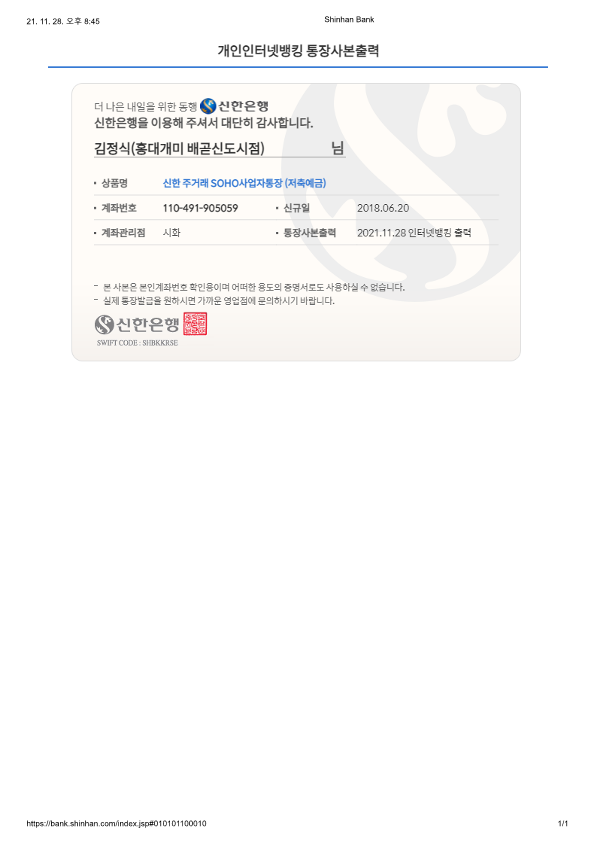 21. 11. 28. 오후 8:45 Shinhan Bank
개인인터넷뱅킹 통장사본출력
더 나은 내일을 위한 동행 신한은행
신한은행을 이용해 주셔서 대단히 감사합니다.
김정식(홍대개미 배곧신도시점) 님
• 상품명 신한 주거래 SOHO사업자통장 (저축예금)
• 계좌번호 110-491-905059 • 신규일 2018.06.20
• 계좌관리점 시화 • 통장사본출력 2021.11.28 인터넷뱅킹 출력
- 본 사본은 본인계좌번호 확인용이며 어떠한 용도의 증명서로도 사용하실 수 없습니다.
- 실제 통장발급을 원하시면 가까운 영업점에 문의하시기 바랍니다.
신한은행
SWIFT CODE : SHBKKRSE
https://bank.shinhan.com/index.jsp#010101100010 1/1